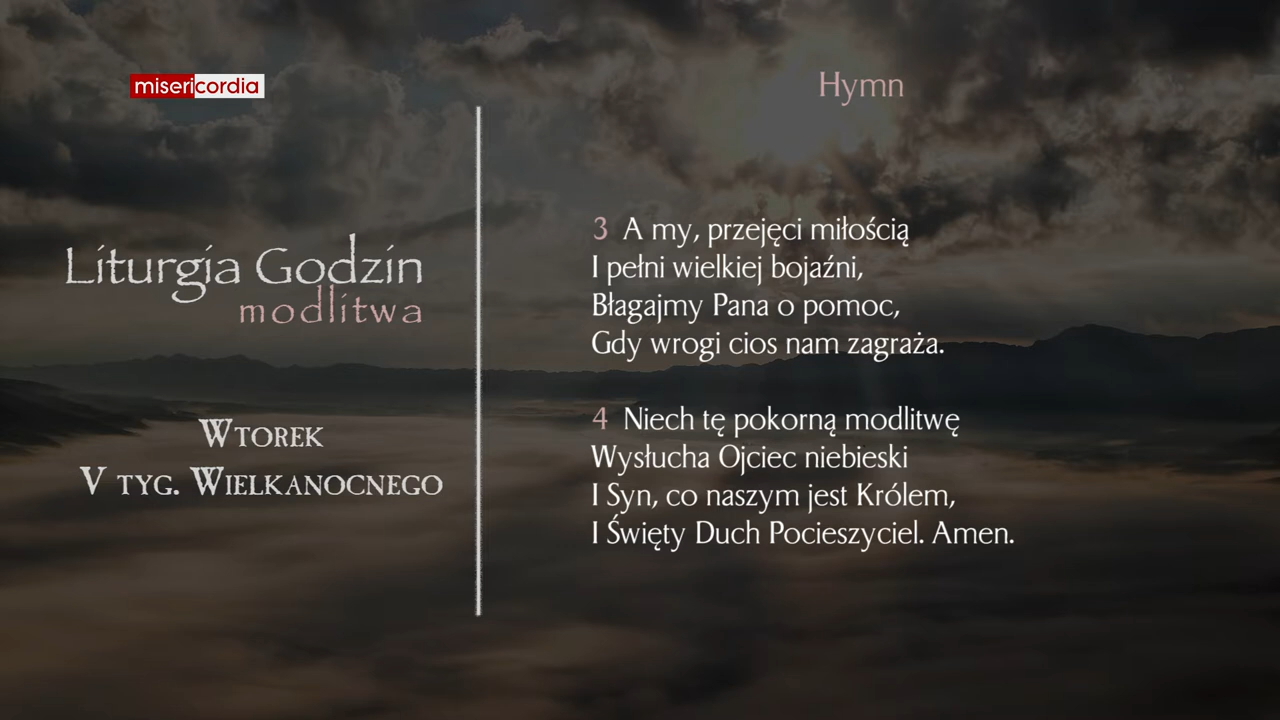 misericordia
Liturgia Godzin
modlitwa
Wtorek
V tyg. Wielkanocnego
Hymn
3 A my, przejęci miłością
I pełni wielkiej bojaźni,
Błagajmy Pana o pomoc,
Gdy wrogi cios nam zagraża.
4 Niech tę pokorną modlitwę
Wysłucha Ojciec niebieski
I Syn, co naszym jest Królem,
I Święty Duch Pocieszyciel. Amen.